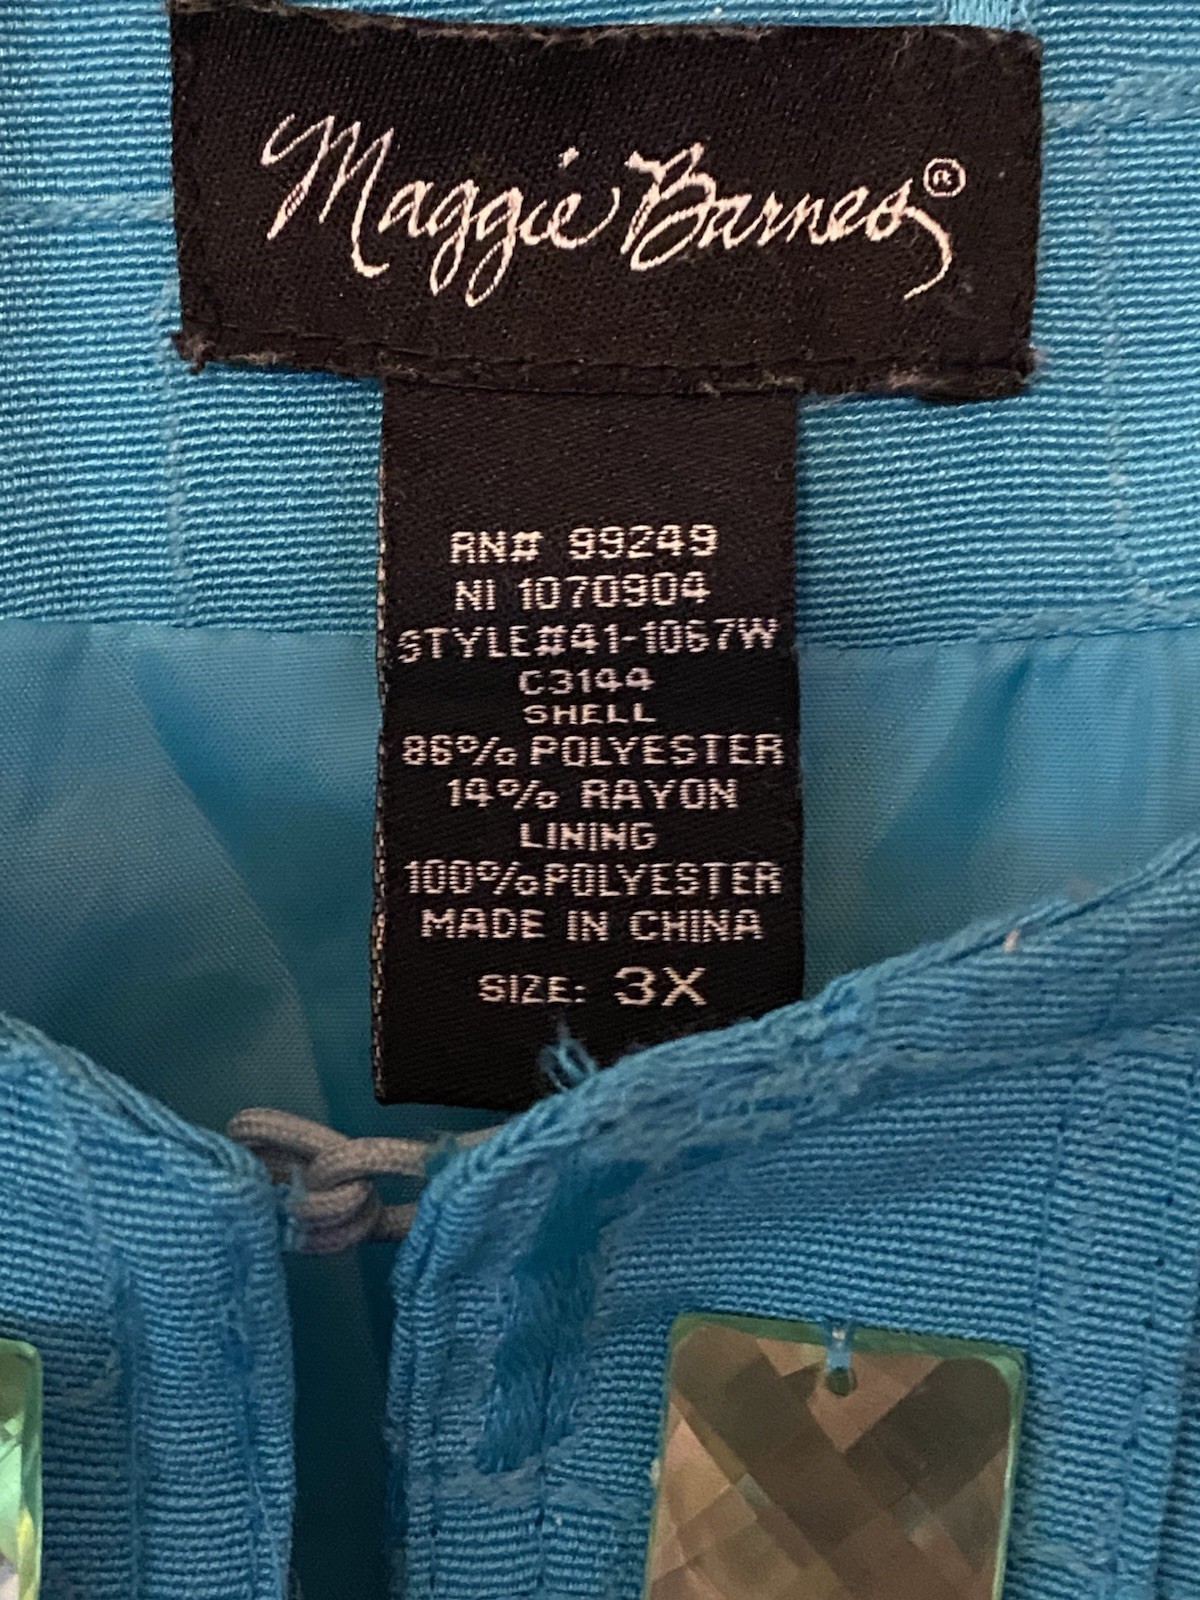 Maggie Barnes®
RN# 99249
NI 1070904
STYLE#41-1067W
C3144
SHELL
86% POLYESTER
14% RAYON
LINING
100% POLYESTER
MADE IN CHINA
SIZE: 3X